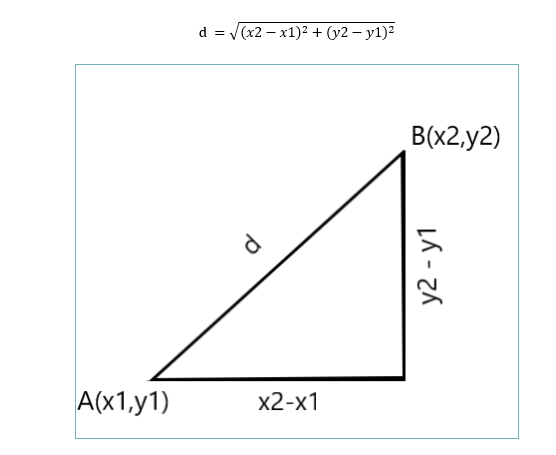 d = √(x2 − x1)² + (y2 − y1)²
B(x2,y2)
d
y2 - y1
A(x1,y1)
x2-x1